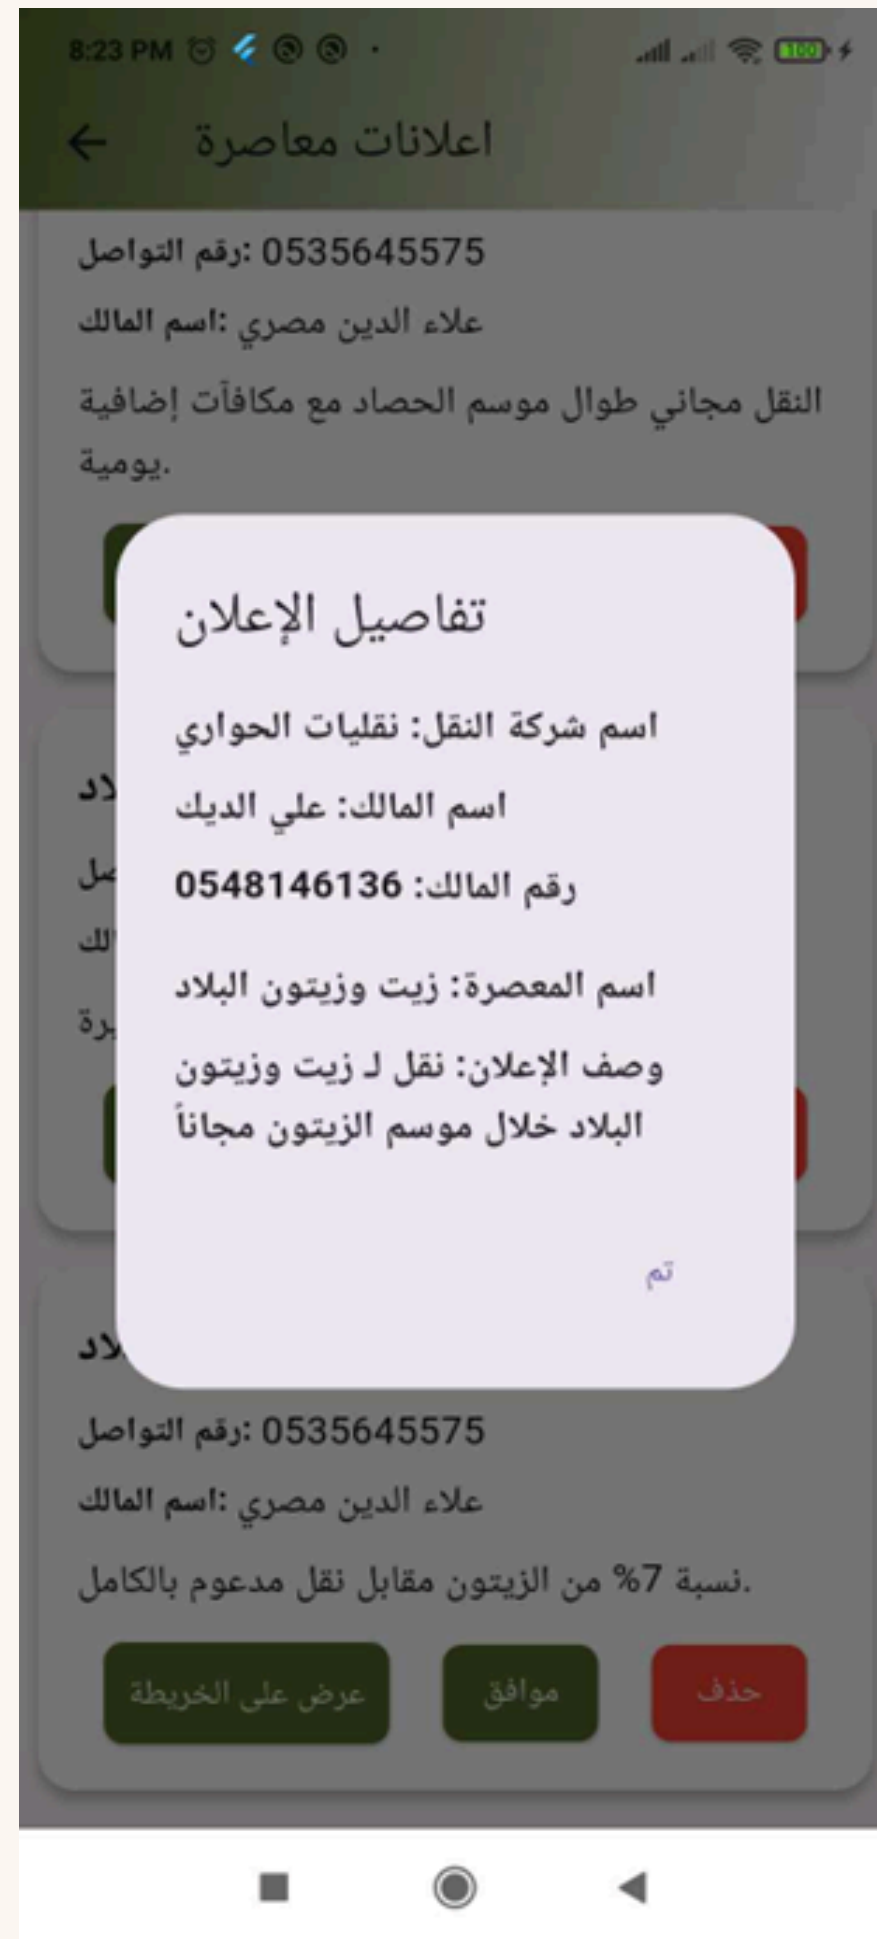 8:23 PM
100
اعلانات معاصرة
رقم التواصل: 0535645575
اسم المالك: علاء الدين مصري
النقل مجاني طوال موسم الحصاد مع مكافآت إضافية
يومية.
تفاصيل الإعلان
اسم شركة النقل: نقليات الحواري
اسم المالك: علي الديك
رقم المالك: 0548146136
اسم المعصرة: زيت وزيتون البلاد
وصف الإعلان: نقل لـ زيت وزيتون
البلاد خلال موسم الزيتون مجاناً
تم
رقم التواصل: 0535645575
اسم المالك: علاء الدين مصري
نسبة 7% من الزيتون مقابل نقل مدعوم بالكامل.
عرض على الخريطة
موافق
حذف